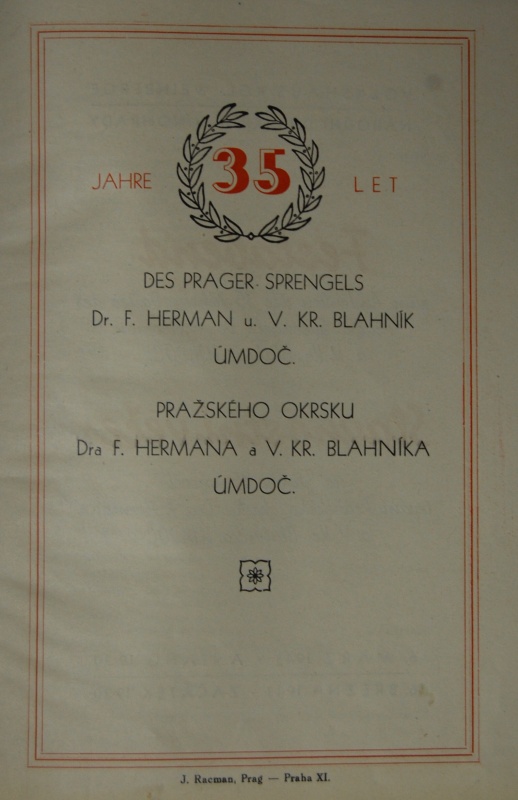 JAHRE 35 LET
DES PRAGER SPRENGELS
Dr. F. HERMAN u. V. KR. BLAHNÍK
ÚMDOČ.
PRAŽSKÉHO OKRSKU
Dra F. HERMANA a V. KR. BLAHNÍKA
ÚMDOČ.
J. Racman, Prag — Praha XI.